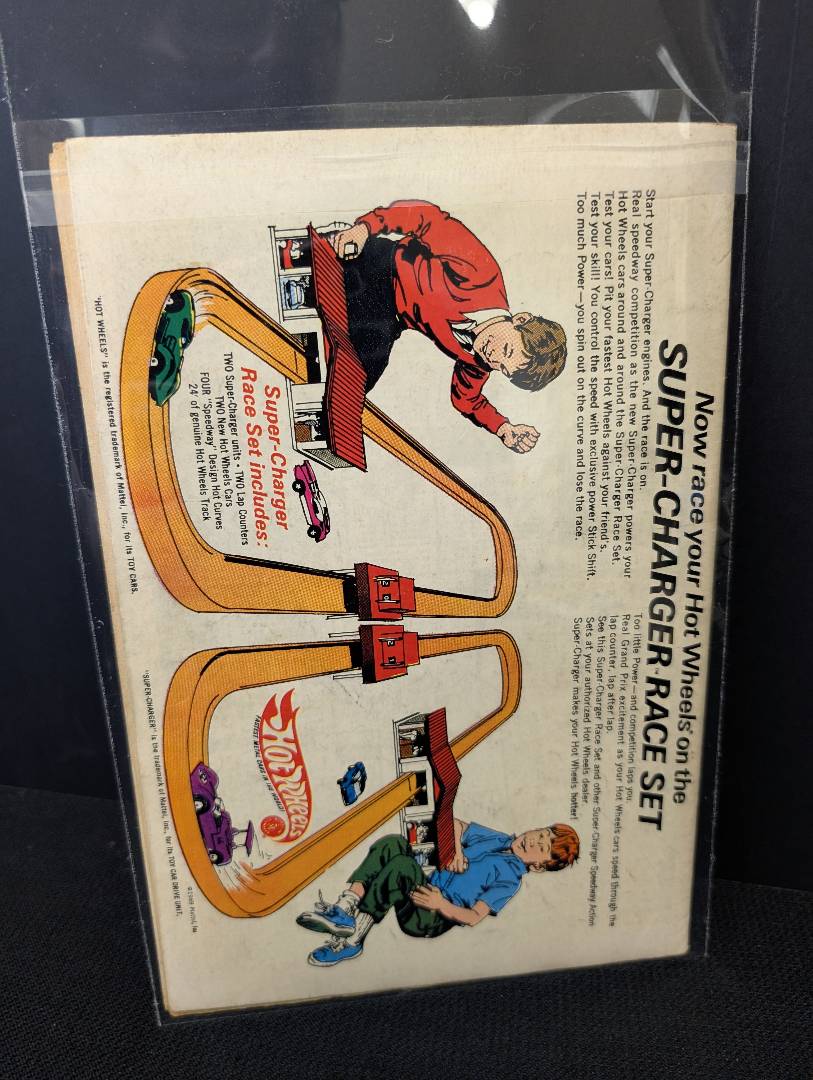 Now race your Hot Wheels® on the
SUPER-CHARGER RACE SET
Start your Super-Charger engines. And the race is on.
Real speedway competition as the new Super-Charger powers your
Hot Wheels cars around and around the Super-Charger Race Set.
Test your cars! Pit your fastest Hot Wheels against your friend's.
Test your skill! You control the speed with exclusive power Stick Shift.
Too much Power—you spin out on the curve and lose the race.
Too little Power—and competition laps you.
Real Grand Prix excitement as your Hot Wheels cars speed through the
lap counter, lap after lap.
See this Super-Charger Race Set and other Super-Charger Speedway Action
Sets at your authorized Hot Wheels dealer.
Super-Charger makes your Hot Wheels hotter!
Super-Charger
Race Set includes:
TWO Super-Charger units • TWO Lap Counters
TWO New Hot Wheels Cars
FOUR "Speedway" Design Hot Curves
24' of genuine Hot Wheels Track
HOT WHEELS
FASTEST METAL CARS IN THE WORLD!
"HOT WHEELS" is the registered trademark of Mattel, Inc., for its TOY CARS.
"SUPER-CHARGER" is the trademark of Mattel, Inc., for its TOY CAR DRIVE UNIT.